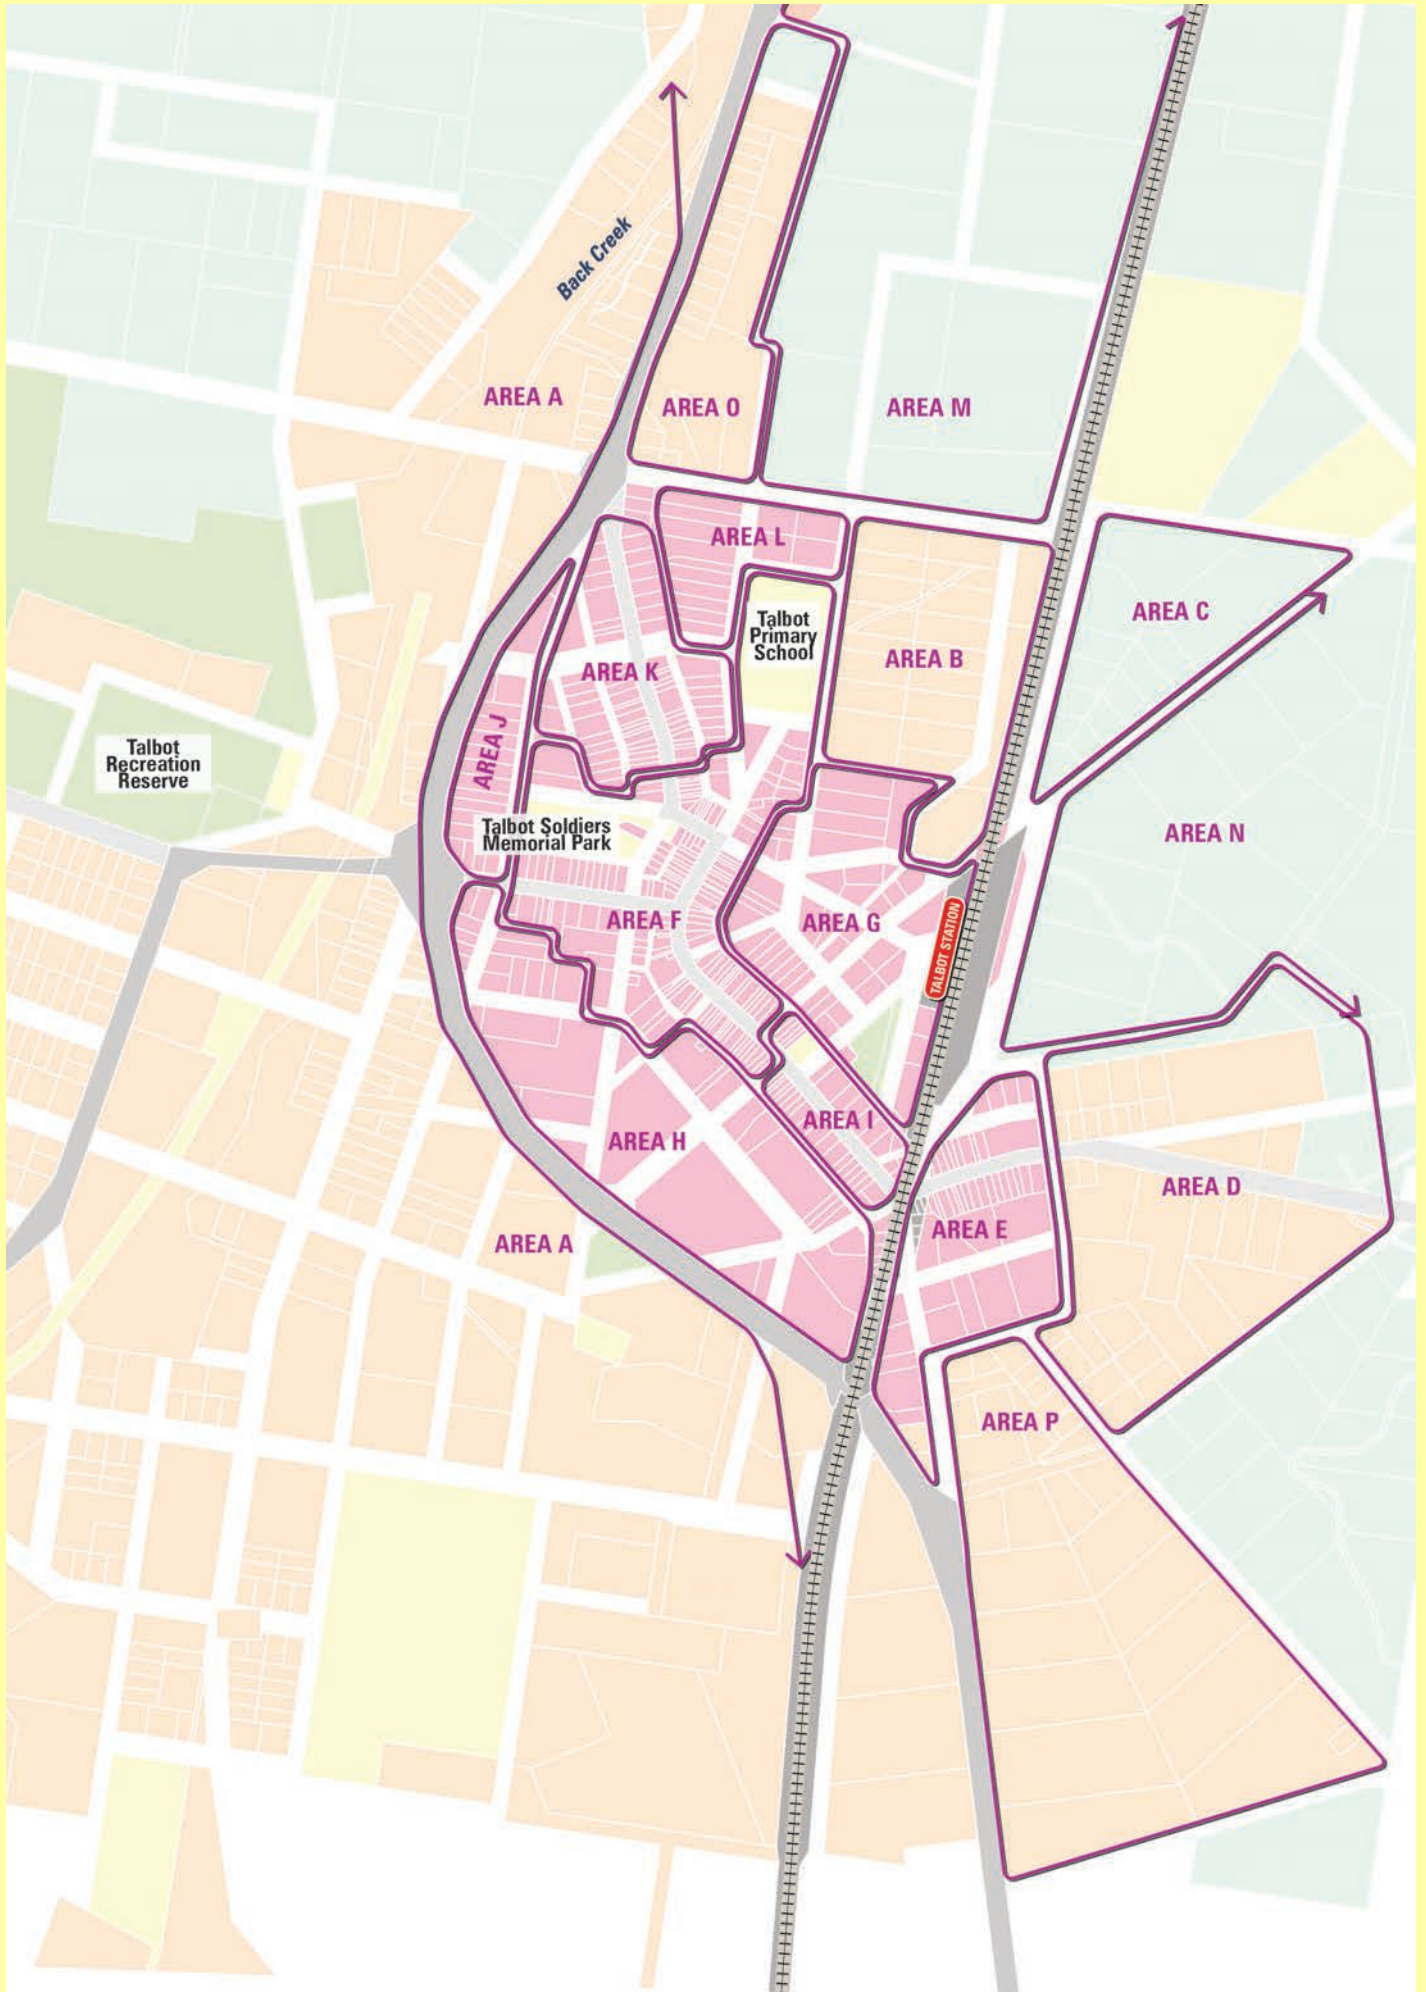 Back Creek
AREA A
AREA O
AREA M
AREA L
AREA C
Talbot
Primary
School
AREA B
AREA K
AREA J
Talbot
Recreation
Reserve
Talbot Soldiers
Memorial Park
AREA N
AREA F
AREA G
TALBOT STATION
AREA I
AREA H
AREA D
AREA E
AREA A
AREA P